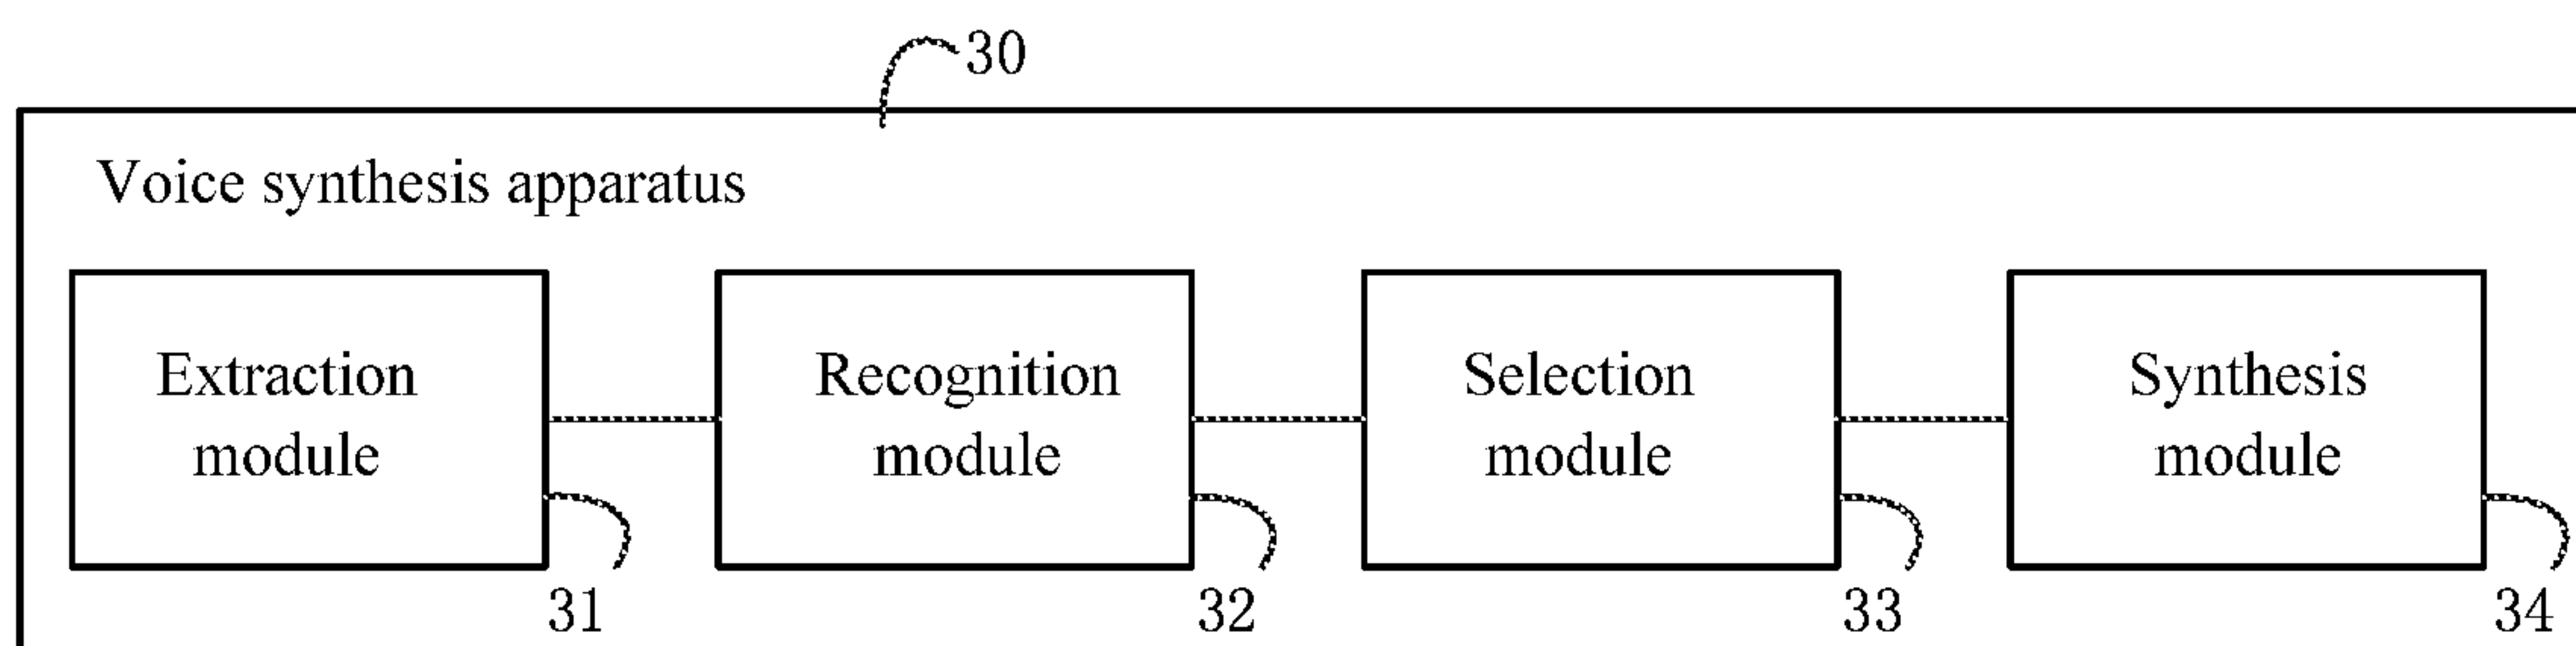 30
Voice synthesis apparatus
Extraction
module
Recognition
module
Selection
module
Synthesis
module
31
32
33
34